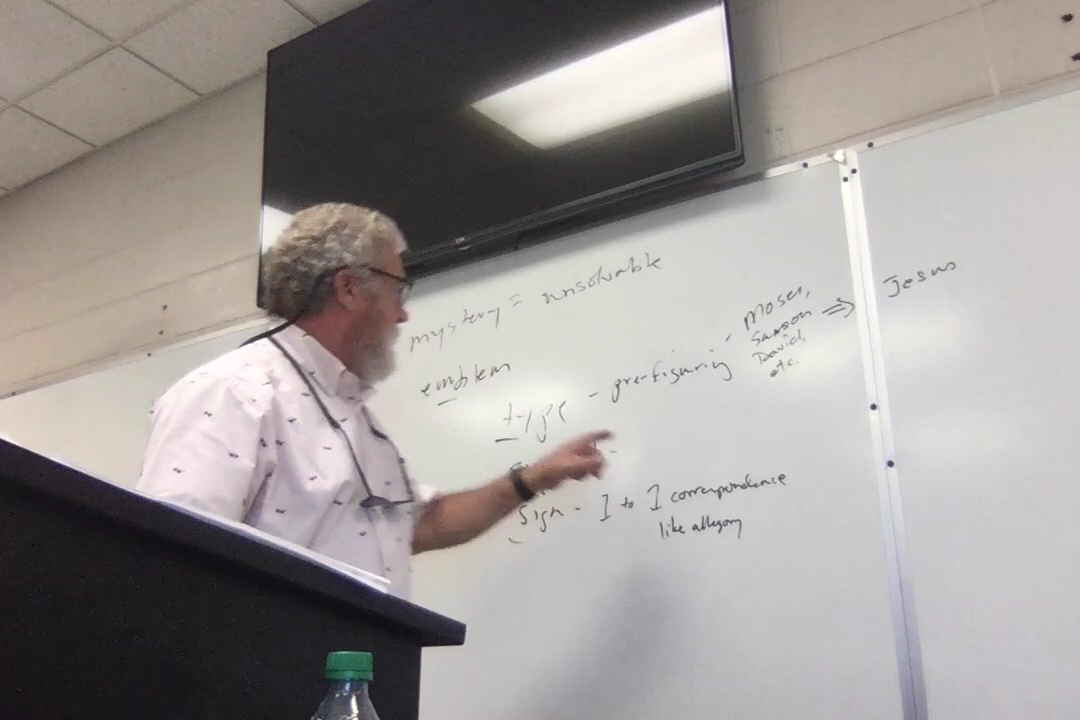 mystery = unsolvable
emblem
type - prefiguring - Moses,
Samson ⇒ Jesus
David,
etc.
Sign - 1 to 1 correspondence
like allegory